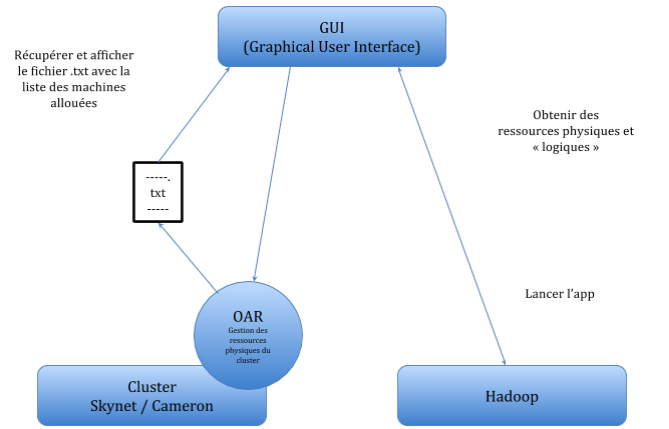 GUI
(Graphical User Interface)
Récupérer et afficher
le fichier .txt avec la
liste des machines
allouées
Obtenir des
ressources physiques et
« logiques »
-----.
txt
-----
Lancer l'app
OAR
Gestion des
ressources
physiques du
cluster
Cluster
Skynet / Cameron
Hadoop